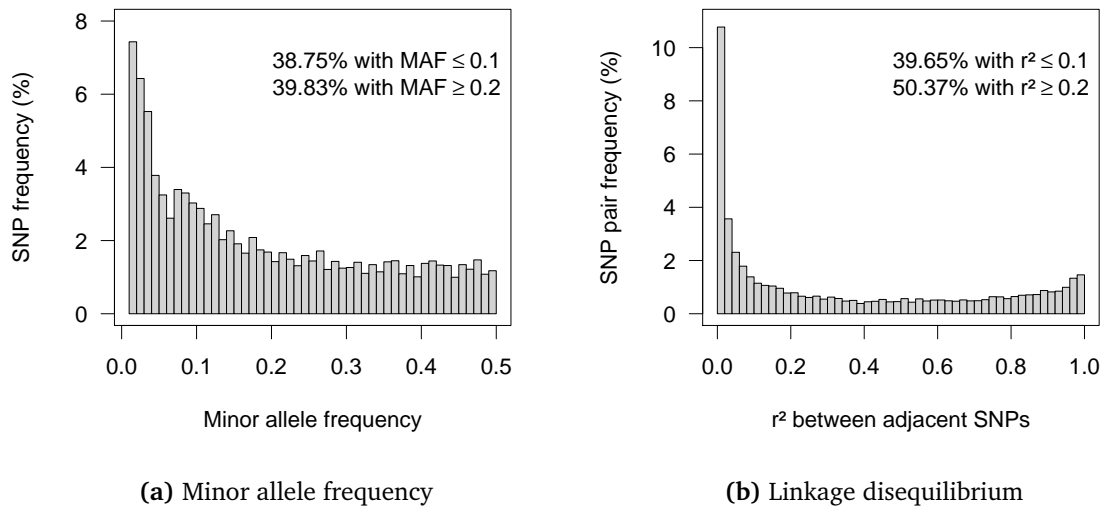 38.75% with MAF ≤ 0.1
39.83% with MAF ≥ 0.2
SNP frequency (%)
8
6
4
2
0
0.0 0.1 0.2 0.3 0.4 0.5
Minor allele frequency
(a) Minor allele frequency
39.65% with r² ≤ 0.1
50.37% with r² ≥ 0.2
SNP pair frequency (%)
10
8
6
4
2
0
0.0 0.2 0.4 0.6 0.8 1.0
r² between adjacent SNPs
(b) Linkage disequilibrium